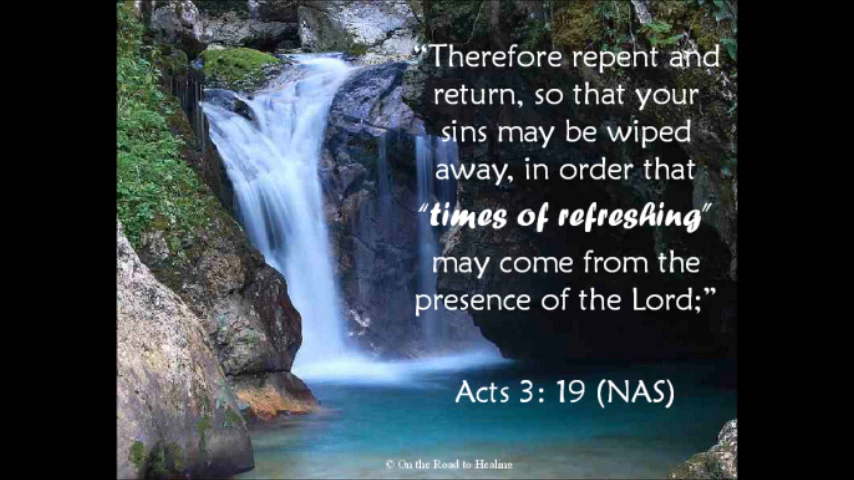 “Therefore repent and
return, so that your
sins may be wiped
away, in order that
“times of refreshing”
may come from the
presence of the Lord;”
Acts 3: 19 (NAS)
© On the Road to Healing